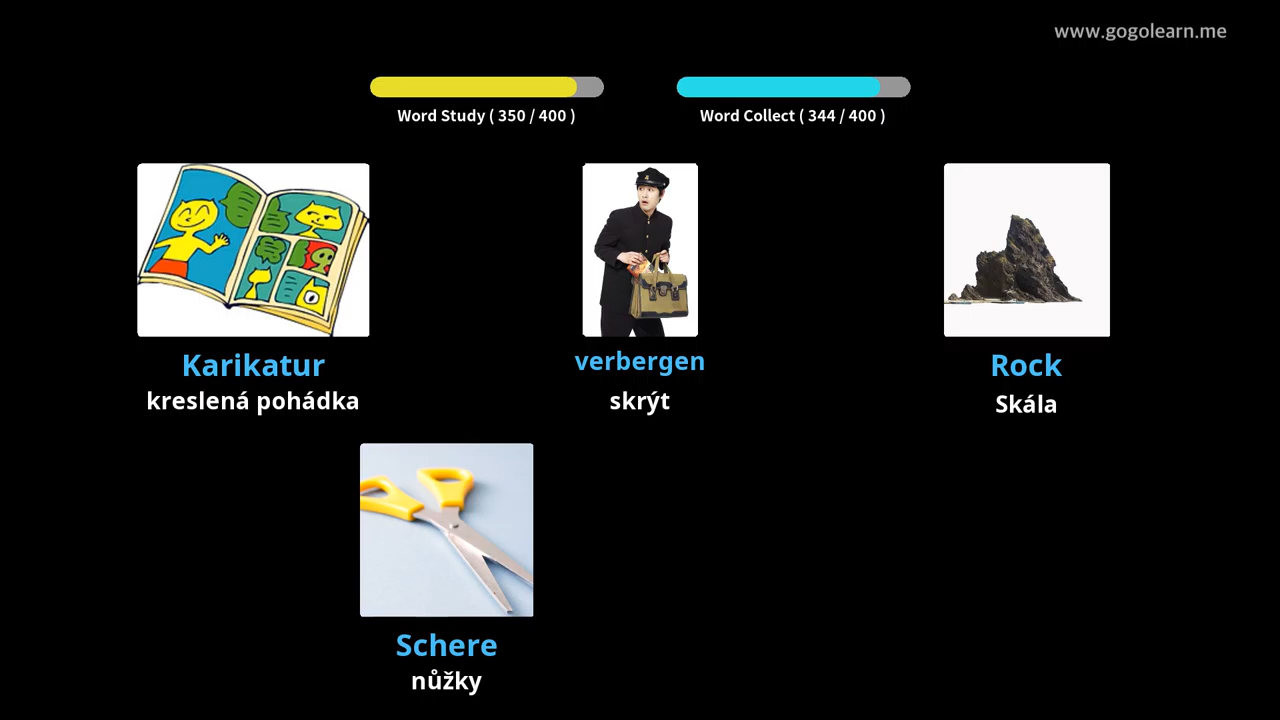 www.gogolearn.me
Word Study ( 350 / 400 )
Word Collect ( 344 / 400 )
Karikatur
kreslená pohádka
verbergen
skrýt
Rock
Skála
Schere
nůžky